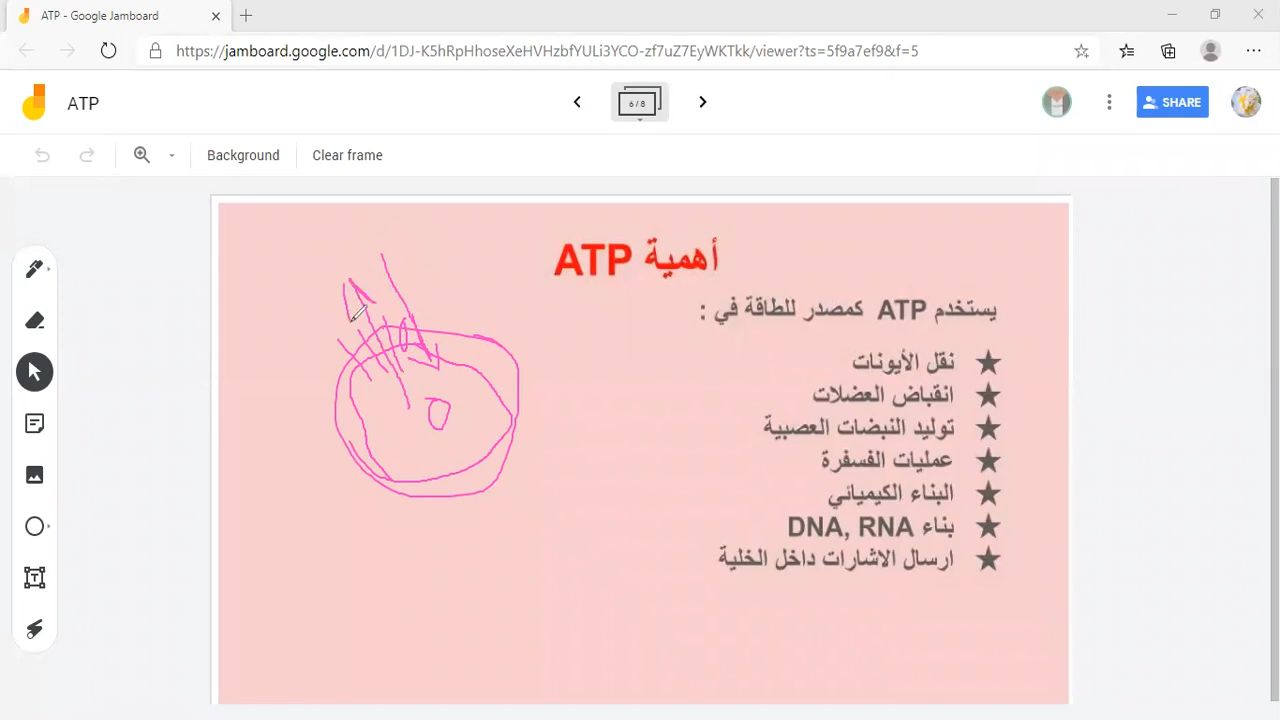 ATP - Google Jamboard
https://jamboard.google.com/d/1DJ-K5hRpHhoseXeHVHzbfYULi3YCO-zf7uZ7EyWKTkk/viewer?ts=5f9a7ef9&f=5
ATP
6 / 8
SHARE
Background
Clear frame
أهمية ATP
يستخدم ATP كمصدر للطاقة في :
★ نقل الأيونات
★ انقباض العضلات
★ توليد النبضات العصبية
★ عمليات الفسفرة
★ البناء الكيميائي
★ بناء DNA, RNA
★ ارسال الاشارات داخل الخلية